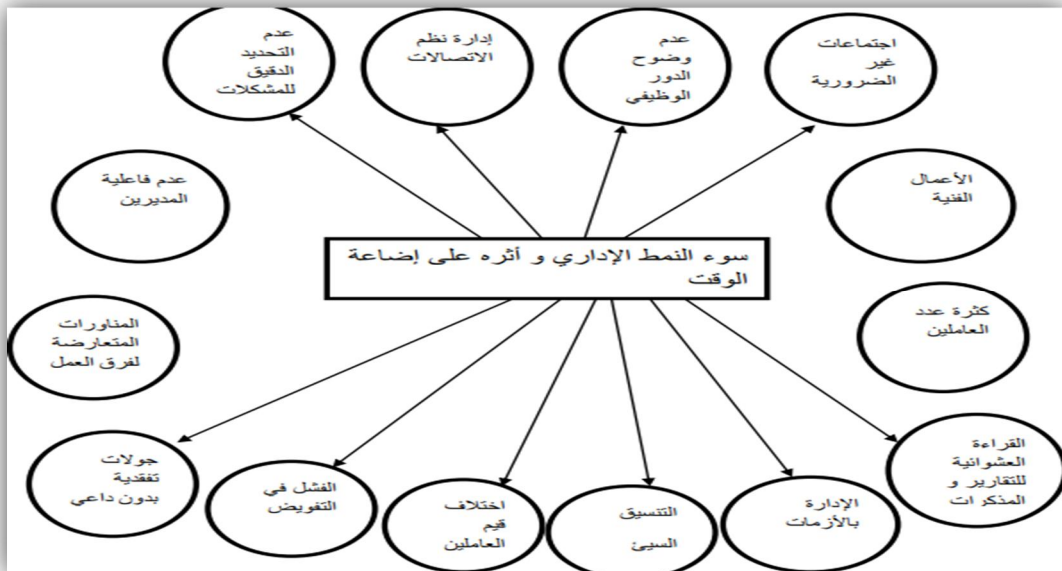 اجتماعات
غير
الضرورية
عدم
وضوح
الدور
الوظيفي
إدارة نظم
الاتصالات
عدم
التحديد
الدقيق
للمشكلات
الأعمال
الفنية
عدم فاعلية
المديرين
سوء النمط الإداري و أثره على إضاعة
الوقت
كثرة عدد
العاملين
المناورات
المتعارضة
لفرق العمل
القراءة
العشوائية
للتقارير و
المذكرات
الإدارة
بالأزمات
التنسيق
السيئ
اختلاف
قيم
العاملين
الفشل في
التفويض
جولات
تفقدية
بدون داعي